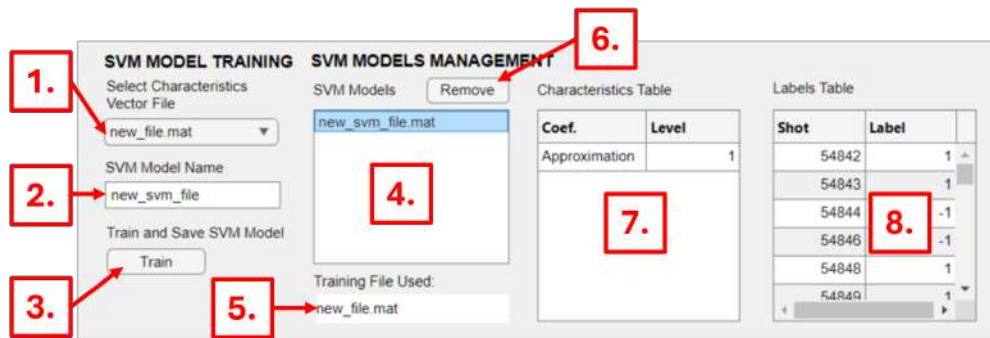 6.
1.
SVM MODEL TRAINING
Select Characteristics
Vector File
new_file.mat
2.
SVM Model Name
new_svm_file
Train and Save SVM Model
Train
3.
SVM MODELS MANAGEMENT
SVM Models
Remove
new_svm_file.mat
4.
Training File Used:
5.
new_file.mat
Characteristics Table
Coef. Level
Approximation 1
7.
Labels Table
Shot Label
54842 1
54843 1
54844 -1
54846 -1
54848 1
54849 1
8.